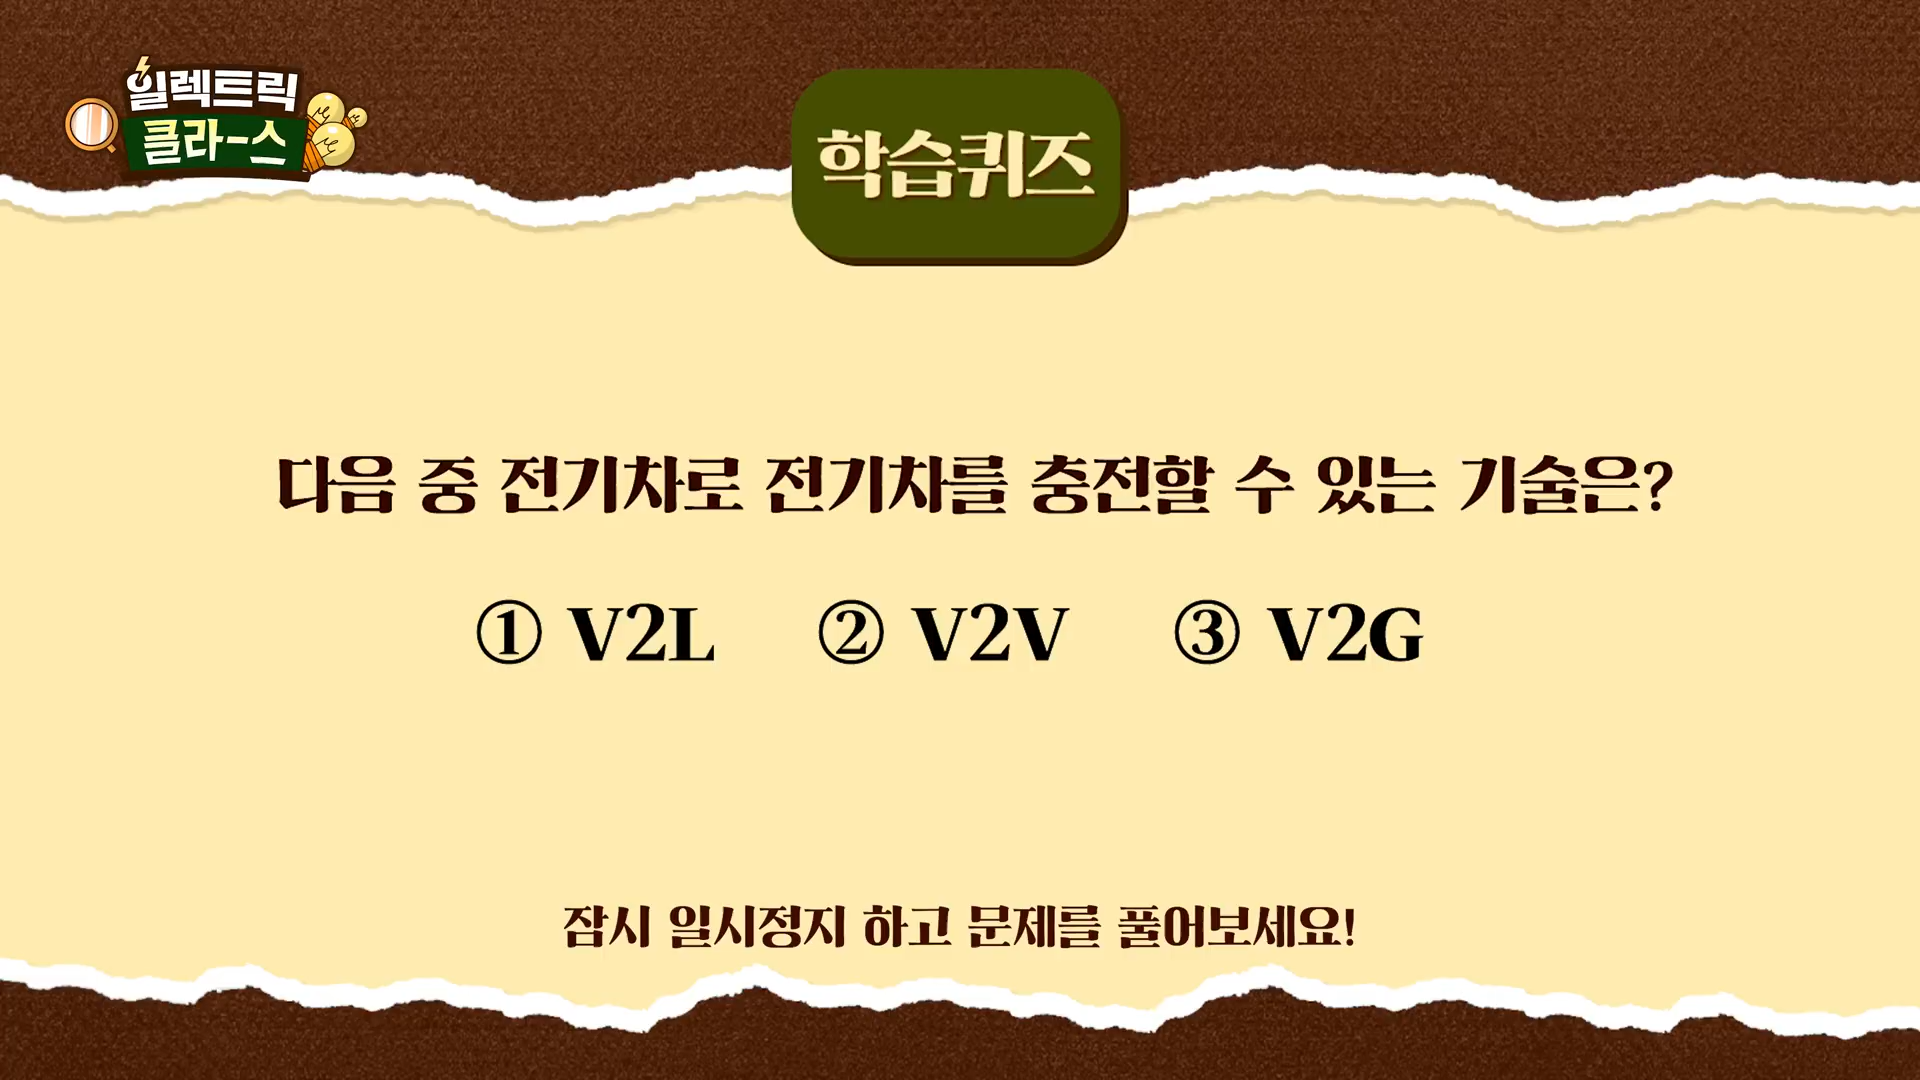 일렉트릭
클라-스
학습퀴즈
다음 중 전기차로 전기차를 충전할 수 있는 기술은?
① V2L ② V2V ③ V2G
잠시 일시정지 하고 문제를 풀어보세요!